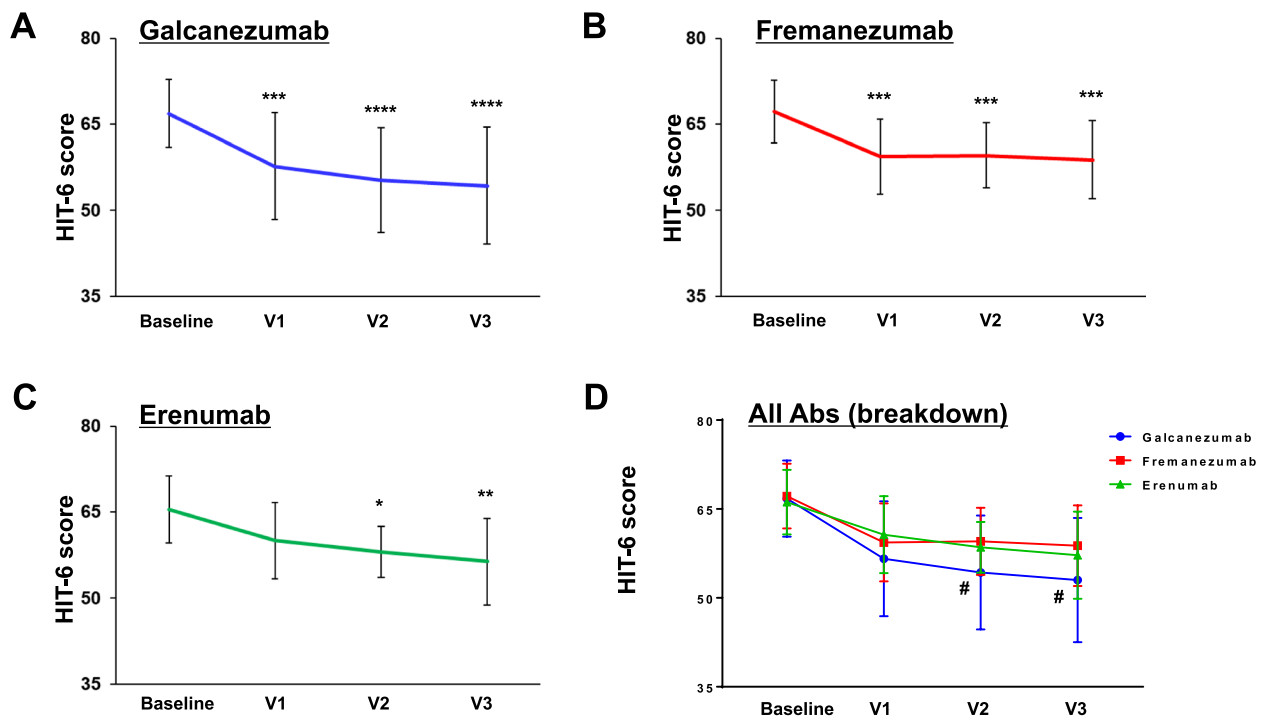 A
Galcanezumab
80
65
50
35
HIT-6 score
***
****
****
Baseline V1 V2 V3
B
Fremanezumab
80
65
50
35
HIT-6 score
***
***
***
Baseline V1 V2 V3
C
Erenumab
80
65
50
35
HIT-6 score
*
**
Baseline V1 V2 V3
D
All Abs (breakdown)
80
65
50
35
HIT-6 score
#
#
Baseline V1 V2 V3
Galcanezumab
Fremanezumab
Erenumab